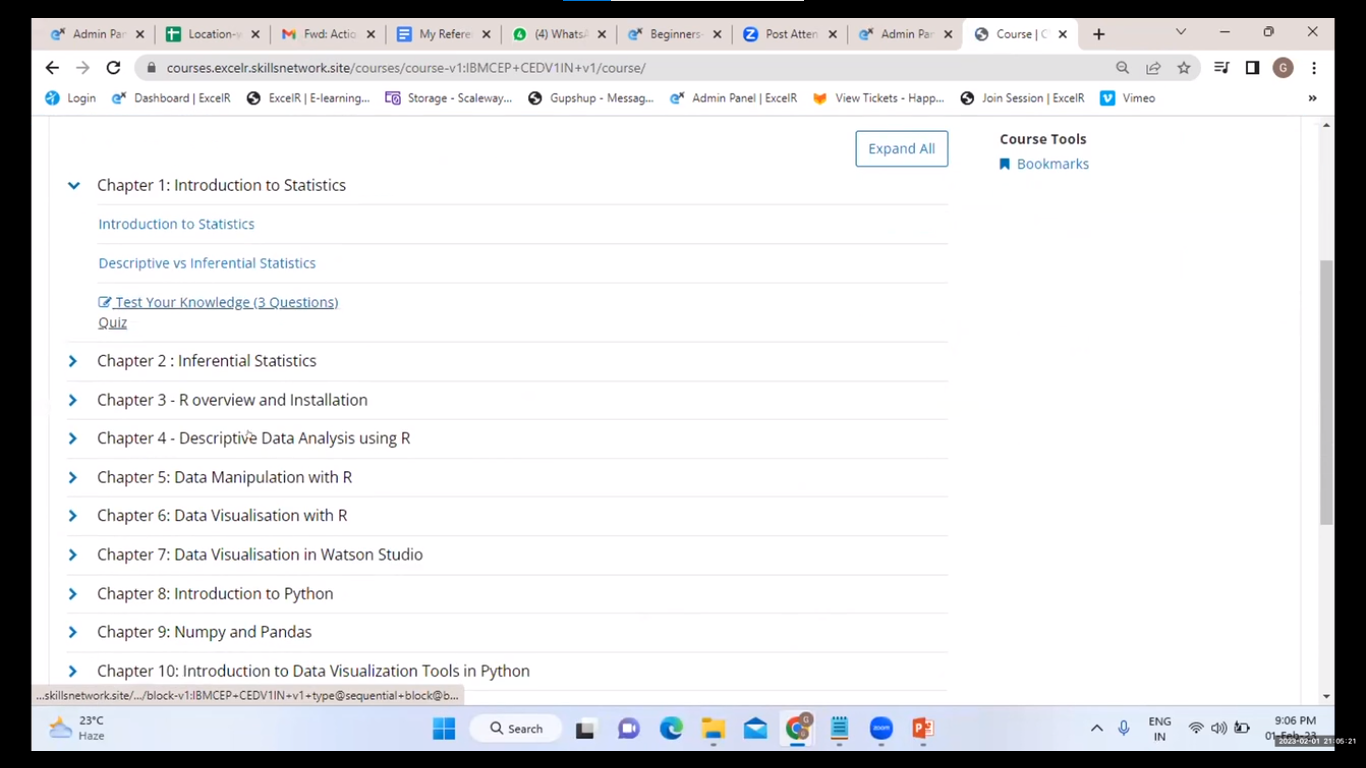 Admin Par
Location-w
Fwd: Actio
My Refere
(4) WhatsA
Beginners-
Post Atten
Admin Par
Course | C
courses.excelr.skillsnetwork.site/courses/course-v1:IBMCEP+CEDV1IN+v1/course/
Login
Dashboard | ExcelR
ExcelR | E-learning...
Storage - Scaleway...
Gupshup - Messag...
Admin Panel | ExcelR
View Tickets - Happ...
Join Session | ExcelR
Vimeo
»
Expand All
Course Tools
Bookmarks
Chapter 1: Introduction to Statistics
Introduction to Statistics
Descriptive vs Inferential Statistics
Test Your Knowledge (3 Questions)
Quiz
Chapter 2 : Inferential Statistics
Chapter 3 - R overview and Installation
Chapter 4 - Descriptive Data Analysis using R
Chapter 5: Data Manipulation with R
Chapter 6: Data Visualisation with R
Chapter 7: Data Visualisation in Watson Studio
Chapter 8: Introduction to Python
Chapter 9: Numpy and Pandas
Chapter 10: Introduction to Data Visualization Tools in Python
...skillsnetwork.site/.../block-v1:IBMCEP+CEDV1IN+v1+type@sequential+block@b...
23°C
Haze
Search
ENG
IN
9:06 PM
01-Feb-23
2023-02-01 21:05:21